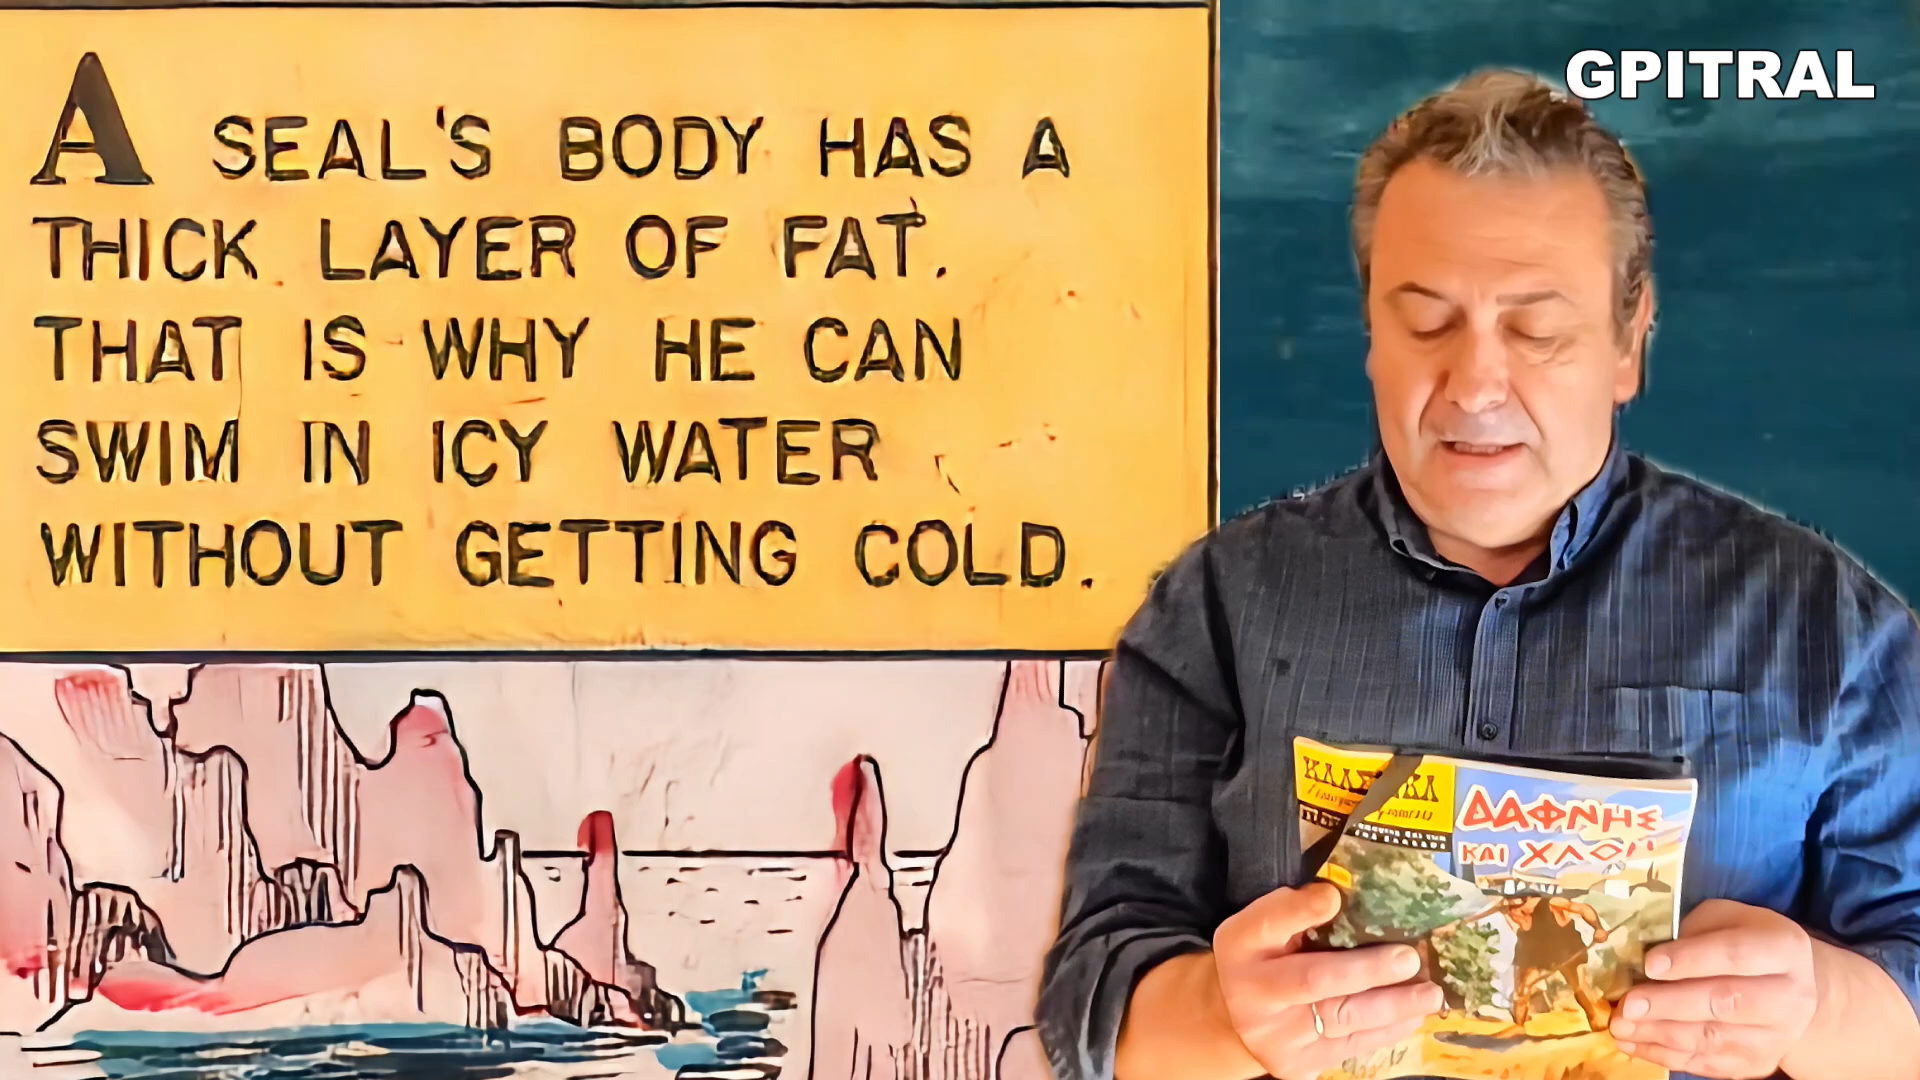 A SEAL'S BODY HAS A
THICK LAYER OF FAT.
THAT IS WHY HE CAN
SWIM IN ICY WATER
WITHOUT GETTING COLD.
GPITRAL
ΔΑΦΝΗΣ
ΚΑΙ ΧΛΟΗ